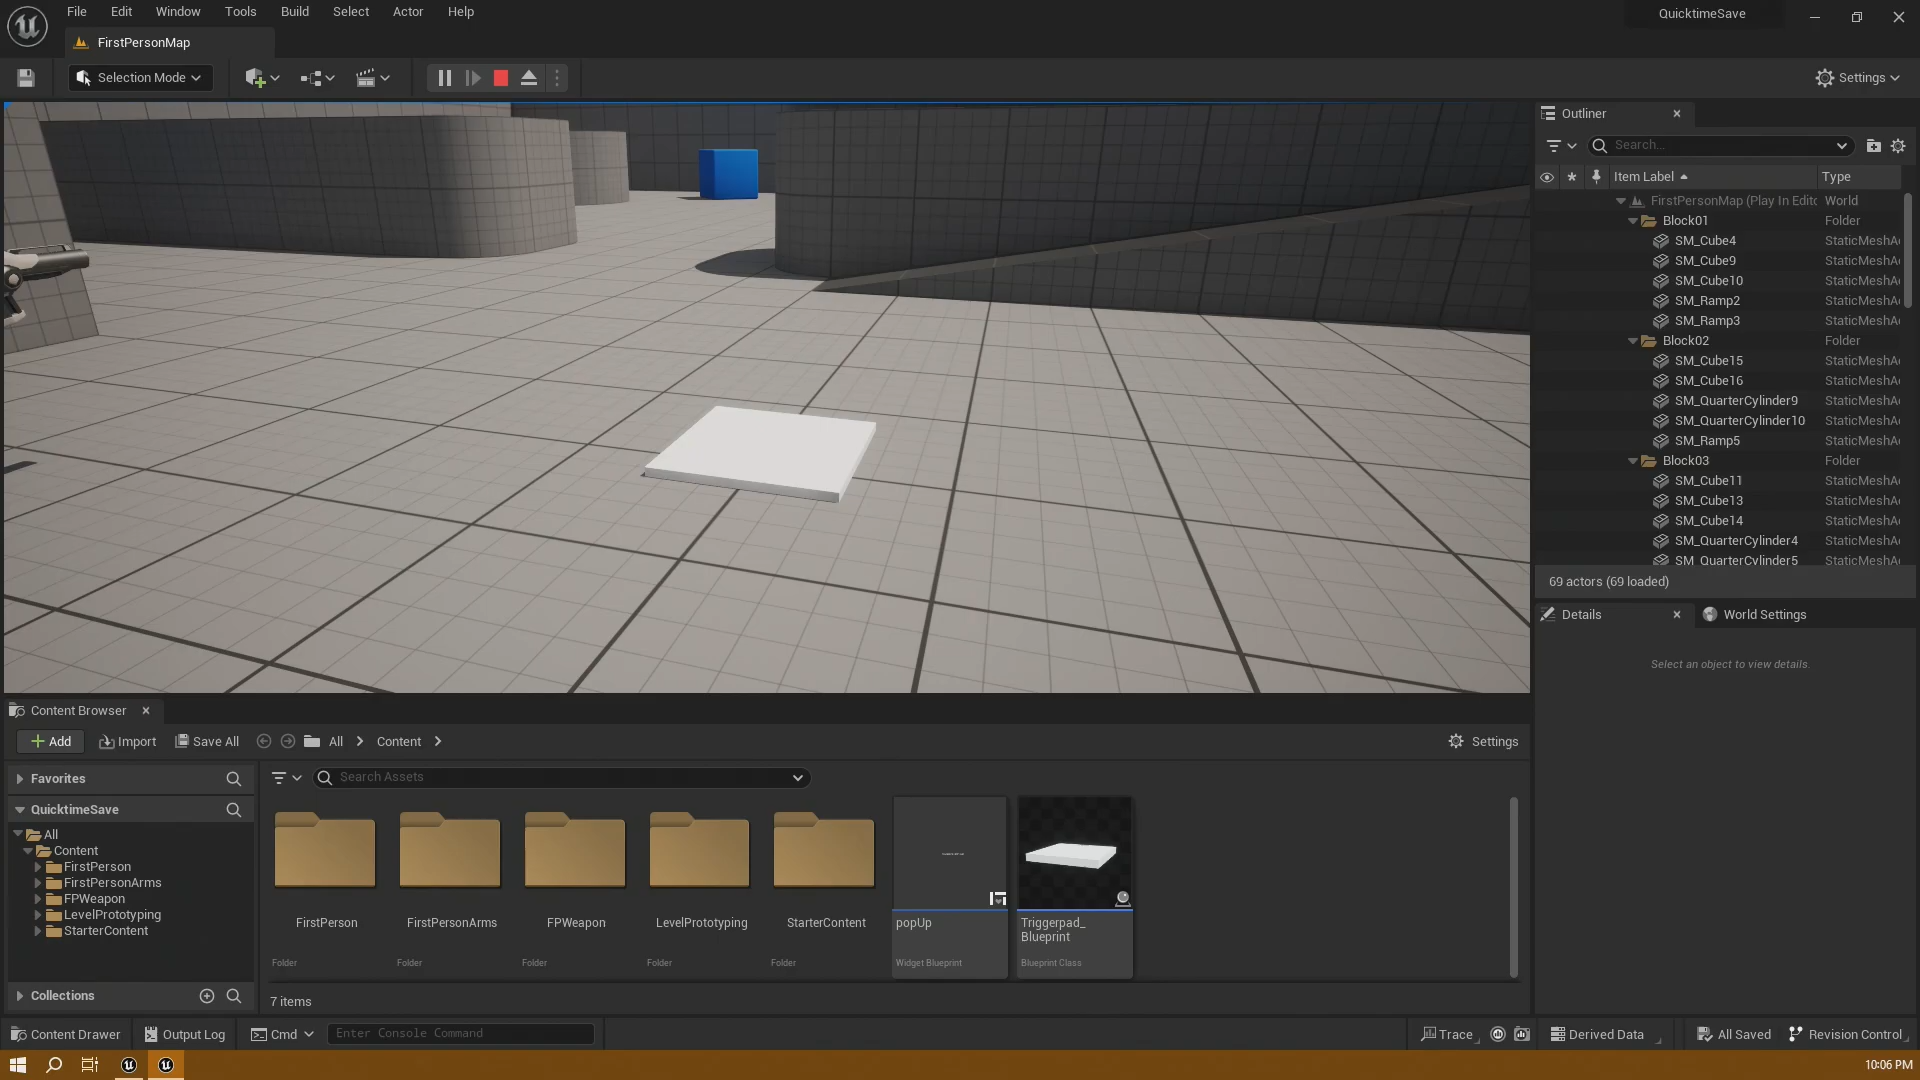 File Edit Window Tools Build Select Actor Help
QuicktimeSave
FirstPersonMap
Selection Mode
Settings
Outliner
Search...
Item Label
Type
FirstPersonMap (Play In Edito World
Block01 Folder
SM_Cube4 StaticMeshA
SM_Cube9 StaticMeshA
SM_Cube10 StaticMeshA
SM_Ramp2 StaticMeshA
SM_Ramp3 StaticMeshA
Block02 Folder
SM_Cube15 StaticMeshA
SM_Cube16 StaticMeshA
SM_QuarterCylinder9 StaticMeshA
SM_QuarterCylinder10 StaticMeshA
SM_Ramp5 StaticMeshA
Block03 Folder
SM_Cube11 StaticMeshA
SM_Cube13 StaticMeshA
SM_Cube14 StaticMeshA
SM_QuarterCylinder4 StaticMeshA
SM_QuarterCylinder5 StaticMeshA
69 actors (69 loaded)
Details
World Settings
Select an object to view details.
Content Browser
Add
Import
Save All
All
Content
Settings
Favorites
QuicktimeSave
All
Content
FirstPerson
FirstPersonArms
FPWeapon
LevelPrototyping
StarterContent
Collections
Search Assets
FirstPerson
Folder
FirstPersonArms
Folder
FPWeapon
Folder
LevelPrototyping
Folder
StarterContent
Folder
popUp
Widget Blueprint
Triggerpad_
Blueprint
Blueprint Class
7 items
Content Drawer
Output Log
Cmd
Enter Console Command
Trace
Derived Data
All Saved
Revision Control
10:06 PM